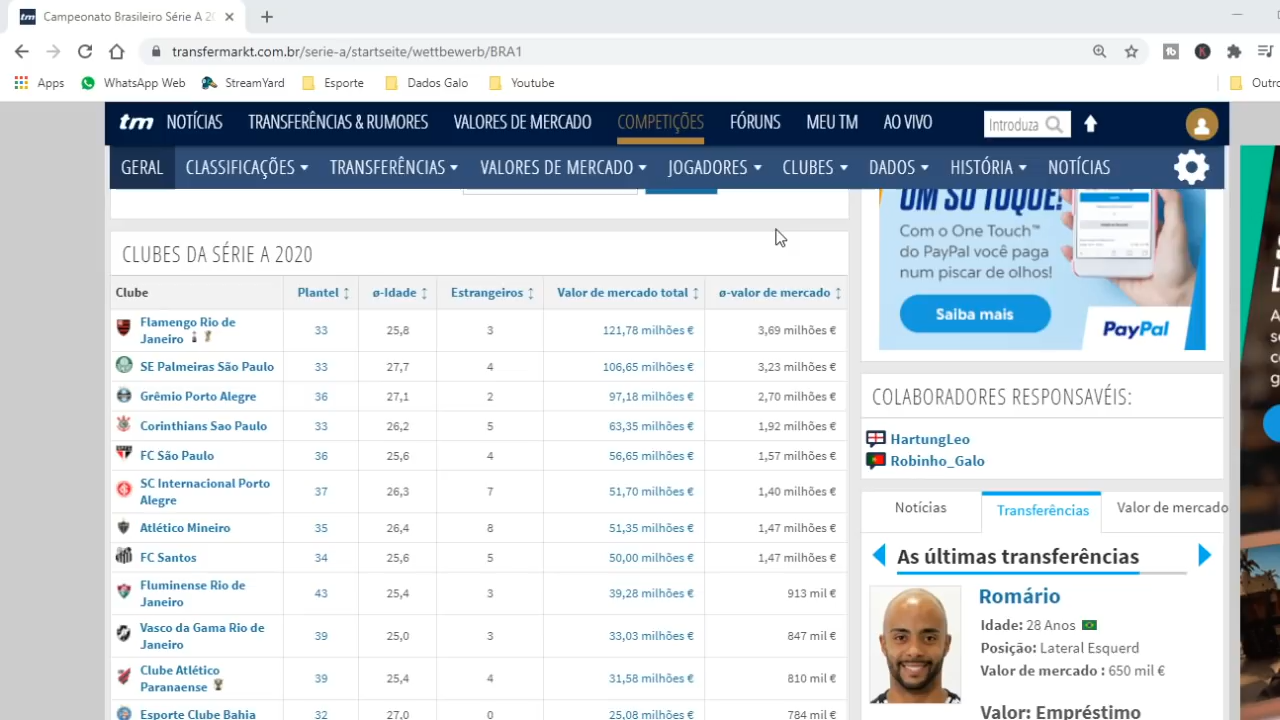 tm Campeonato Brasileiro Série A 20
transfermarkt.com.br/serie-a/startseite/wettbewerb/BRA1
Apps WhatsApp Web StreamYard Esporte Dados Galo Youtube Outro
tm NOTÍCIAS TRANSFERÊNCIAS & RUMORES VALORES DE MERCADO COMPETIÇÕES FÓRUNS MEU TM AO VIVO Introduza
GERAL CLASSIFICAÇÕES TRANSFERÊNCIAS VALORES DE MERCADO JOGADORES CLUBES DADOS HISTÓRIA NOTÍCIAS
CLUBES DA SÉRIE A 2020
Clube Plantel ø-Idade Estrangeiros Valor de mercado total ø-valor de mercado
Flamengo Rio de
Janeiro 33 25,8 3 121,78 milhões € 3,69 milhões €
SE Palmeiras São Paulo 33 27,7 4 106,65 milhões € 3,23 milhões €
Grêmio Porto Alegre 36 27,1 2 97,18 milhões € 2,70 milhões €
Corinthians Sao Paulo 33 26,2 5 63,35 milhões € 1,92 milhões €
FC São Paulo 36 25,6 4 56,65 milhões € 1,57 milhões €
SC Internacional Porto
Alegre 37 26,3 7 51,70 milhões € 1,40 milhões €
Atlético Mineiro 35 26,4 8 51,35 milhões € 1,47 milhões €
FC Santos 34 25,6 5 50,00 milhões € 1,47 milhões €
Fluminense Rio de
Janeiro 43 25,4 3 39,28 milhões € 913 mil €
Vasco da Gama Rio de
Janeiro 39 25,0 3 33,03 milhões € 847 mil €
Clube Atlético
Paranaense 39 25,4 4 31,58 milhões € 810 mil €
Esporte Clube Bahia 32 27,0 0 25,08 milhões € 784 mil €
UM SÓ TOQUE!
Com o One Touch™
do PayPal você paga
num piscar de olhos!
Saiba mais
PayPal
COLABORADORES RESPONSAVÉIS:
HartungLeo
Robinho_Galo
Notícias Transferências Valor de mercado
As últimas transferências
Romário
Idade: 28 Anos
Posição: Lateral Esquerd
Valor de mercado : 650 mil €
Valor: Empréstimo